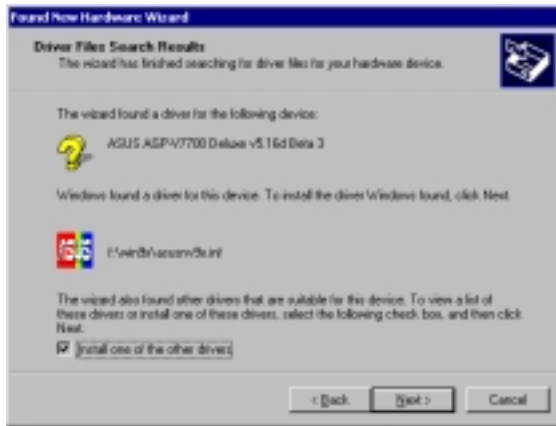 Found New Hardware Wizard
Driver Files Search Results
The wizard has finished searching for driver files for your hardware device.
The wizard found a driver for the following device:
ASUS AGP-V7700 Deluxe v5.16d Beta 3
Windows found a driver for this device. To install the driver Windows found, click Next.
The wizard also found other drivers that are suitable for this device. To view a list of
these drivers or install one of these drivers, select the following check box, and then click
Next.
Install one of the other drivers
< Back
Next >
Cancel